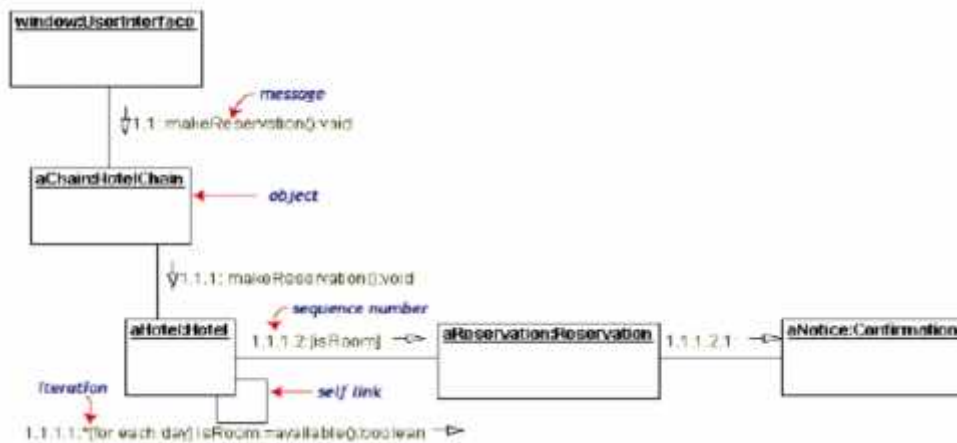 window:UserInterface
message
1.1: makeReservation():void
aChain:HotelChain
object
1.1.1: makeReservation():void
sequence number
aHotel:Hotel
1.1.1.2:[isRoom]
aReservation:Reservation
1.1.1.2.1:
aNotice:Confirmation
iteration
self link
1.1.1.1:*[for each day] isRoom:=available():boolean